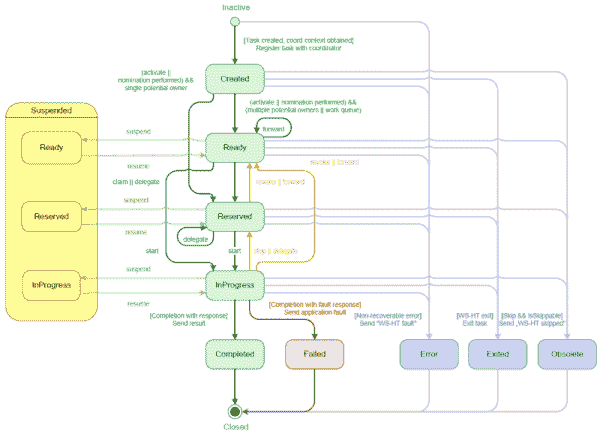 Inactive
[Task created, coord context obtained]
Register task with coordinator
(activate ||
nomination performed) &&
single potential owner
Created
(activate || nomination performed) &&
(multiple potential owners || work queue)
Suspended
forward
suspend
Ready
Ready
resume
revoke || forward
claim || delegate
revoke || forward
suspend
Reserved
Reserved
resume
delegate
start
start
stop || delegate
suspend
InProgress
InProgress
resume
[Completion with response]
Send result
[Completion with fault response]
Send application fault
[Non-recoverable error]
Send "WS-HT fault"
[WS-HT exit]
Exit task
[Skip && isSkippable]
Send „WS-HT skipped"
Completed
Failed
Error
Exited
Obsolete
Closed